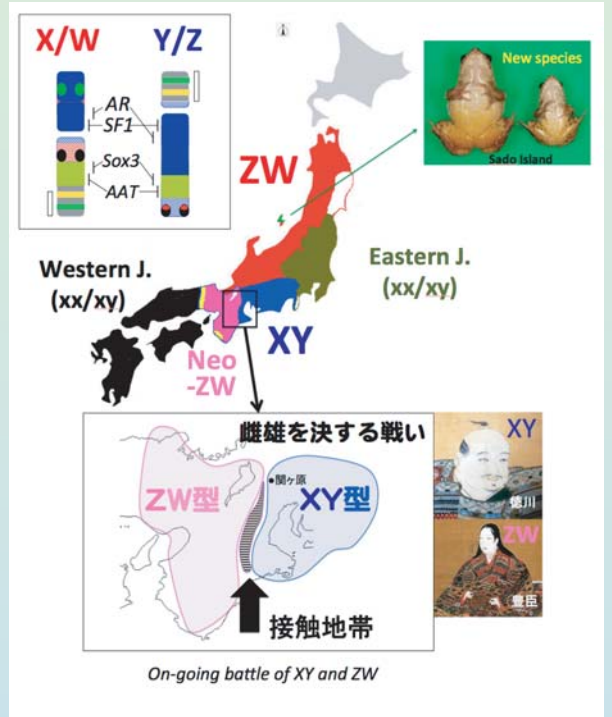 X/W
Y/Z
AR
SF1
Sox3
AAT
New species
Sado Island
ZW
Western J.
(xx/xy)
Eastern J.
(xx/xy)
XY
Neo
-ZW
雌雄を決する戦い
関ヶ原
ZW型
XY型
接触地帯
XY
徳川
ZW
豊臣
On-going battle of XY and ZW